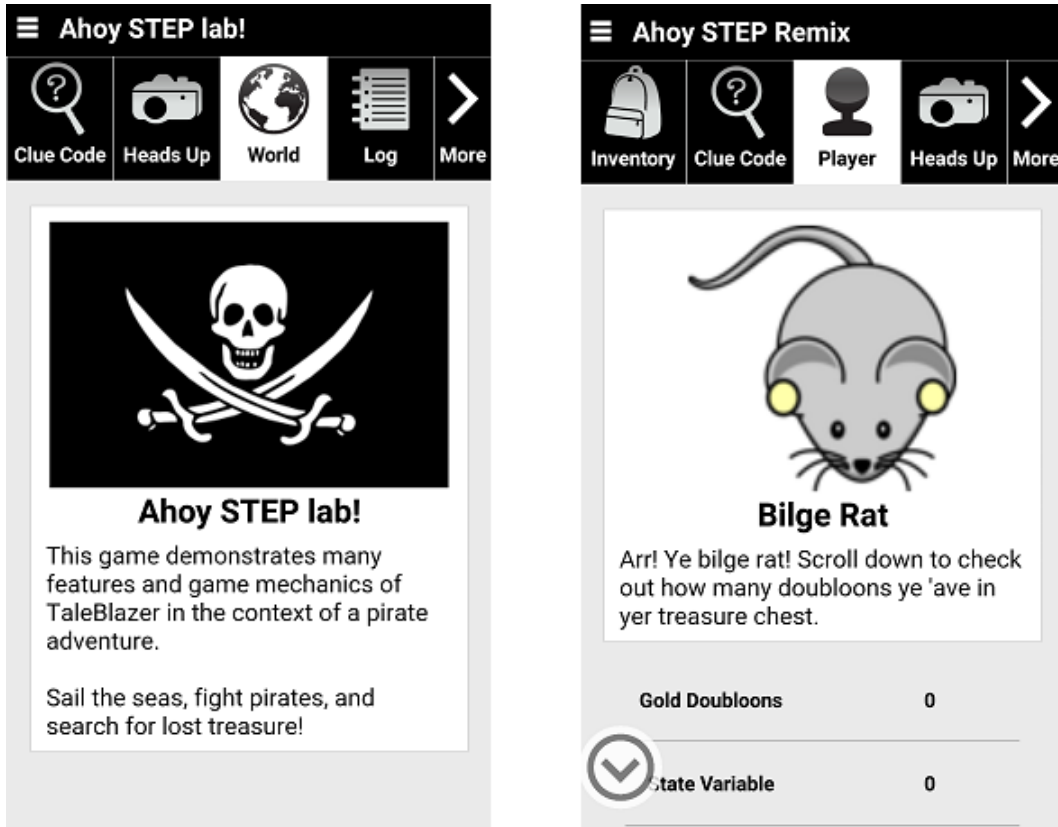 Ahoy STEP lab!
Clue Code Heads Up World Log More
Ahoy STEP lab!
This game demonstrates many
features and game mechanics of
TaleBlazer in the context of a pirate
adventure.
Sail the seas, fight pirates, and
search for lost treasure!
Ahoy STEP Remix
Inventory Clue Code Player Heads Up More
Bilge Rat
Arr! Ye bilge rat! Scroll down to check
out how many doubloons ye 'ave in
yer treasure chest.
Gold Doubloons 0
State Variable 0